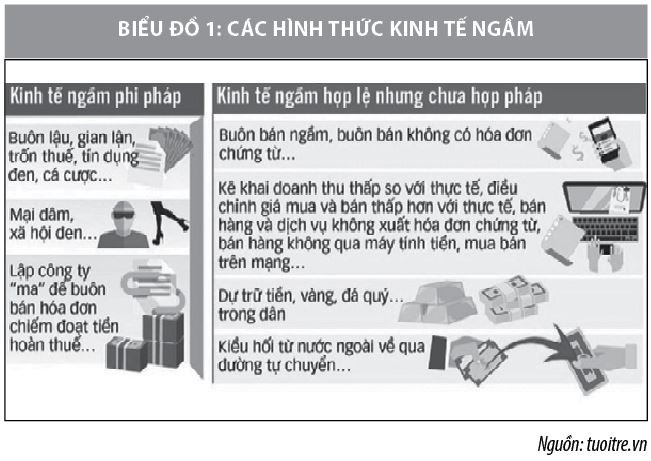 BIỂU ĐỒ 1: CÁC HÌNH THỨC KINH TẾ NGẦM
Kinh tế ngầm phi pháp
Buôn lậu, gian lận,
trốn thuế, tín dụng
đen, cá cược...
Mại dâm,
xã hội đen...
Lập công ty
"ma" để buôn
bán hóa đơn
chiếm đoạt tiền
hoàn thuế...
Kinh tế ngầm hợp lệ nhưng chưa hợp pháp
Buôn bán ngầm, buôn bán không có hóa đơn
chứng từ...
Kê khai doanh thu thấp so với thực tế, điều
chỉnh giá mua và bán thấp hơn với thực tế, bán
hàng và dịch vụ không xuất hóa đơn chứng từ,
bán hàng không qua máy tính tiền, mua bán
trên mạng...
Dự trữ tiền, vàng, đá quý...
trong dân
Kiều hối từ nước ngoài về qua
đường tự chuyển...
Nguồn: tuoitre.vn